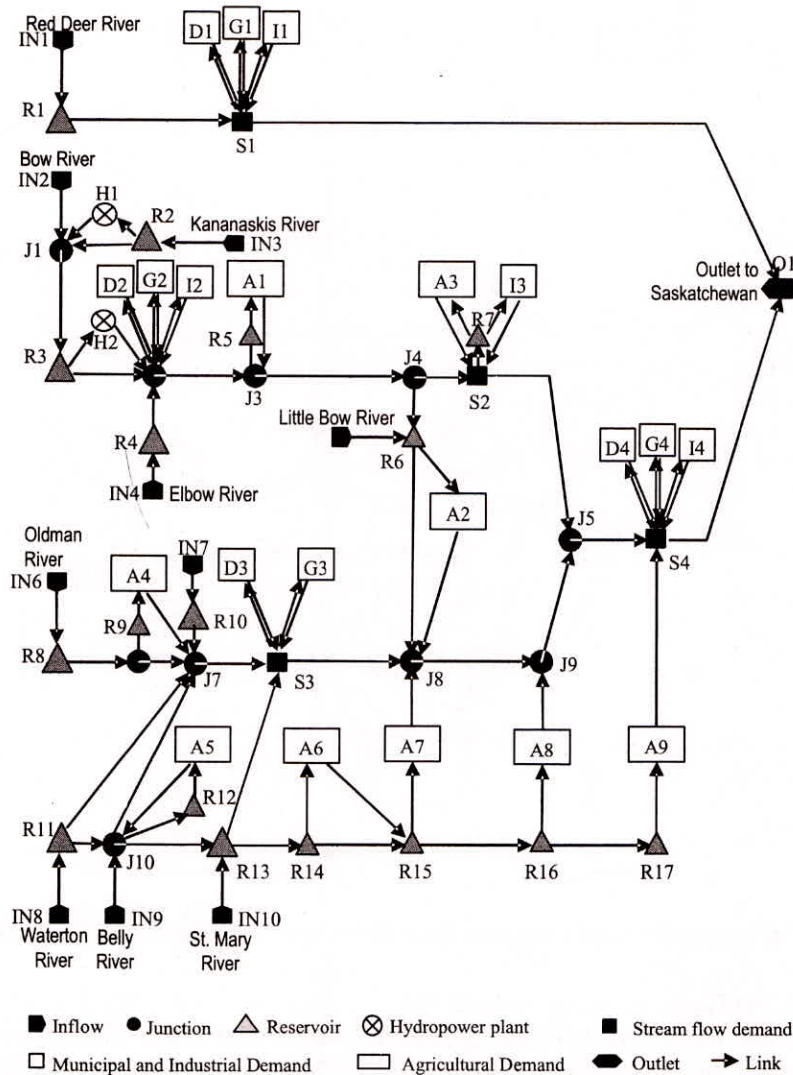 Red Deer River
IN1
D1
G1
I1
R1
S1
Bow River
IN2
H1
R2
Kananaskis River
IN3
J1
O1
Outlet to
Saskatchewan
D2
G2
I2
A1
A3
I3
R3
H2
R5
R7
J3
J4
S2
Little Bow River
R6
R4
IN4
Elbow River
A2
D4
G4
I4
J5
S4
Oldman
River
IN6
IN7
A4
D3
G3
R9
R10
R8
J7
S3
J8
J9
A5
A6
A7
A8
A9
R12
R11
J10
R13
R14
R15
R16
R17
IN8
IN9
IN10
Waterton
River
Belly
River
St. Mary
River
Inflow
Junction
Reservoir
Hydropower plant
Stream flow demand
Municipal and Industrial Demand
Agricultural Demand
Outlet
Link